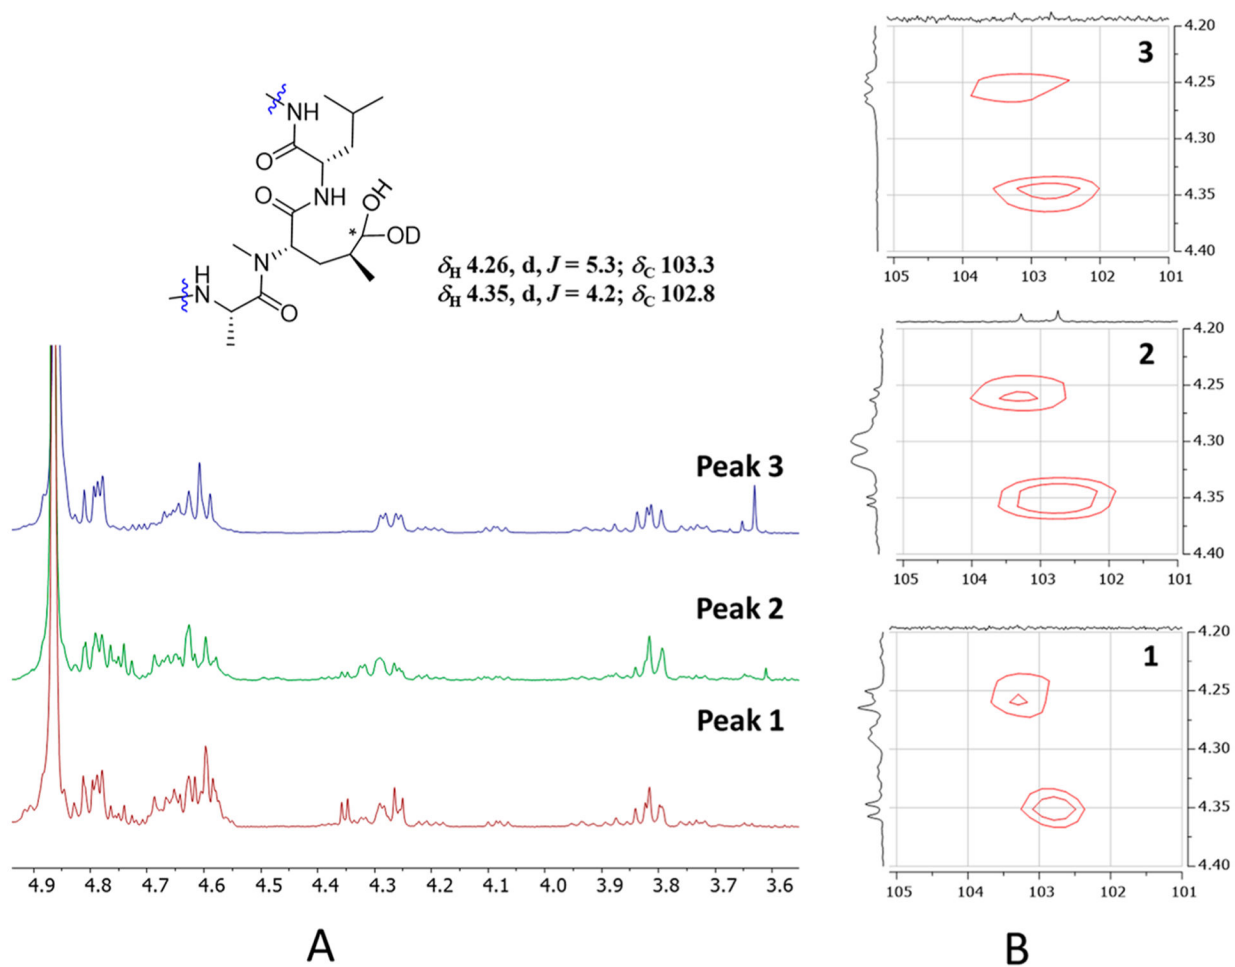 NH
O
NH
O
OH
*
OD
N
H
N
O
δH 4.26, d, J = 5.3; δC 103.3
δH 4.35, d, J = 4.2; δC 102.8
Peak 3
Peak 2
Peak 1
4.9 4.8 4.7 4.6 4.5 4.4 4.3 4.2 4.1 4.0 3.9 3.8 3.7 3.6
A
3
4.20
4.25
4.30
4.35
4.40
105 104 103 102 101
2
4.20
4.25
4.30
4.35
4.40
105 104 103 102 101
1
4.20
4.25
4.30
4.35
4.40
105 104 103 102 101
B